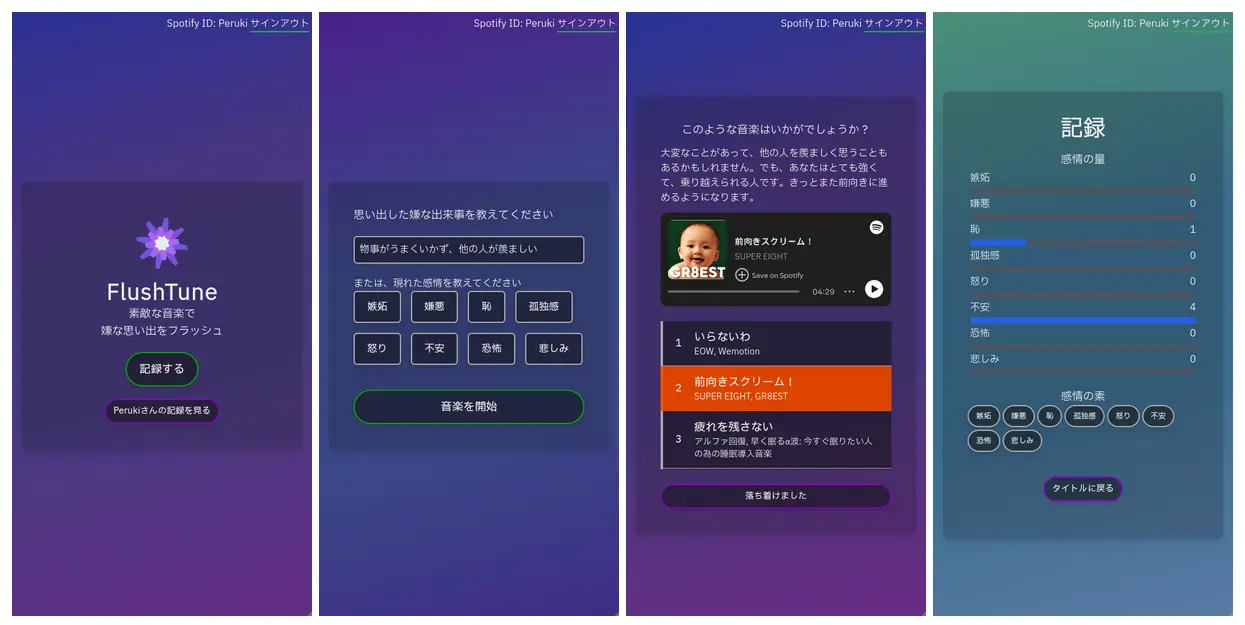 Spotify ID: Peruki サインアウト
FlushTune
素敵な音楽で
嫌な思い出をフラッシュ
記録する
Perukiさんの記録を見る
Spotify ID: Peruki サインアウト
思い出した嫌な出来事を教えてください
物事がうまくいかず、他の人が羨ましい
または、現れた感情を教えてください
嫉妬 嫌悪 恥 孤独感
怒り 不安 恐怖 悲しみ
音楽を開始
Spotify ID: Peruki サインアウト
このような音楽はいかがでしょうか？
大変なことがあって、他の人を羨ましく思うことも
あるかもしれません。でも、あなたはとても強く
て、乗り越えられる人です。きっとまた前向きに進
めるようになります。
GR8EST
前向きスクリーム！
SUPER EIGHT
Save on Spotify
04:29
1 いらないわ
EOW, Wemotion
2 前向きスクリーム！
SUPER EIGHT, GR8EST
3 疲れを残さない
アルファ回復, 早く眠るα波: 今すぐ眠りたい人
の為の睡眠導入音楽
落ち着けました
Spotify ID: Peruki サインアウト
記録
感情の量
嫉妬 0
嫌悪 0
恥 1
孤独感 0
怒り 0
不安 4
恐怖 0
悲しみ 0
感情の素
嫉妬 嫌悪 恥 孤独感 怒り 不安
恐怖 悲しみ
タイトルに戻る